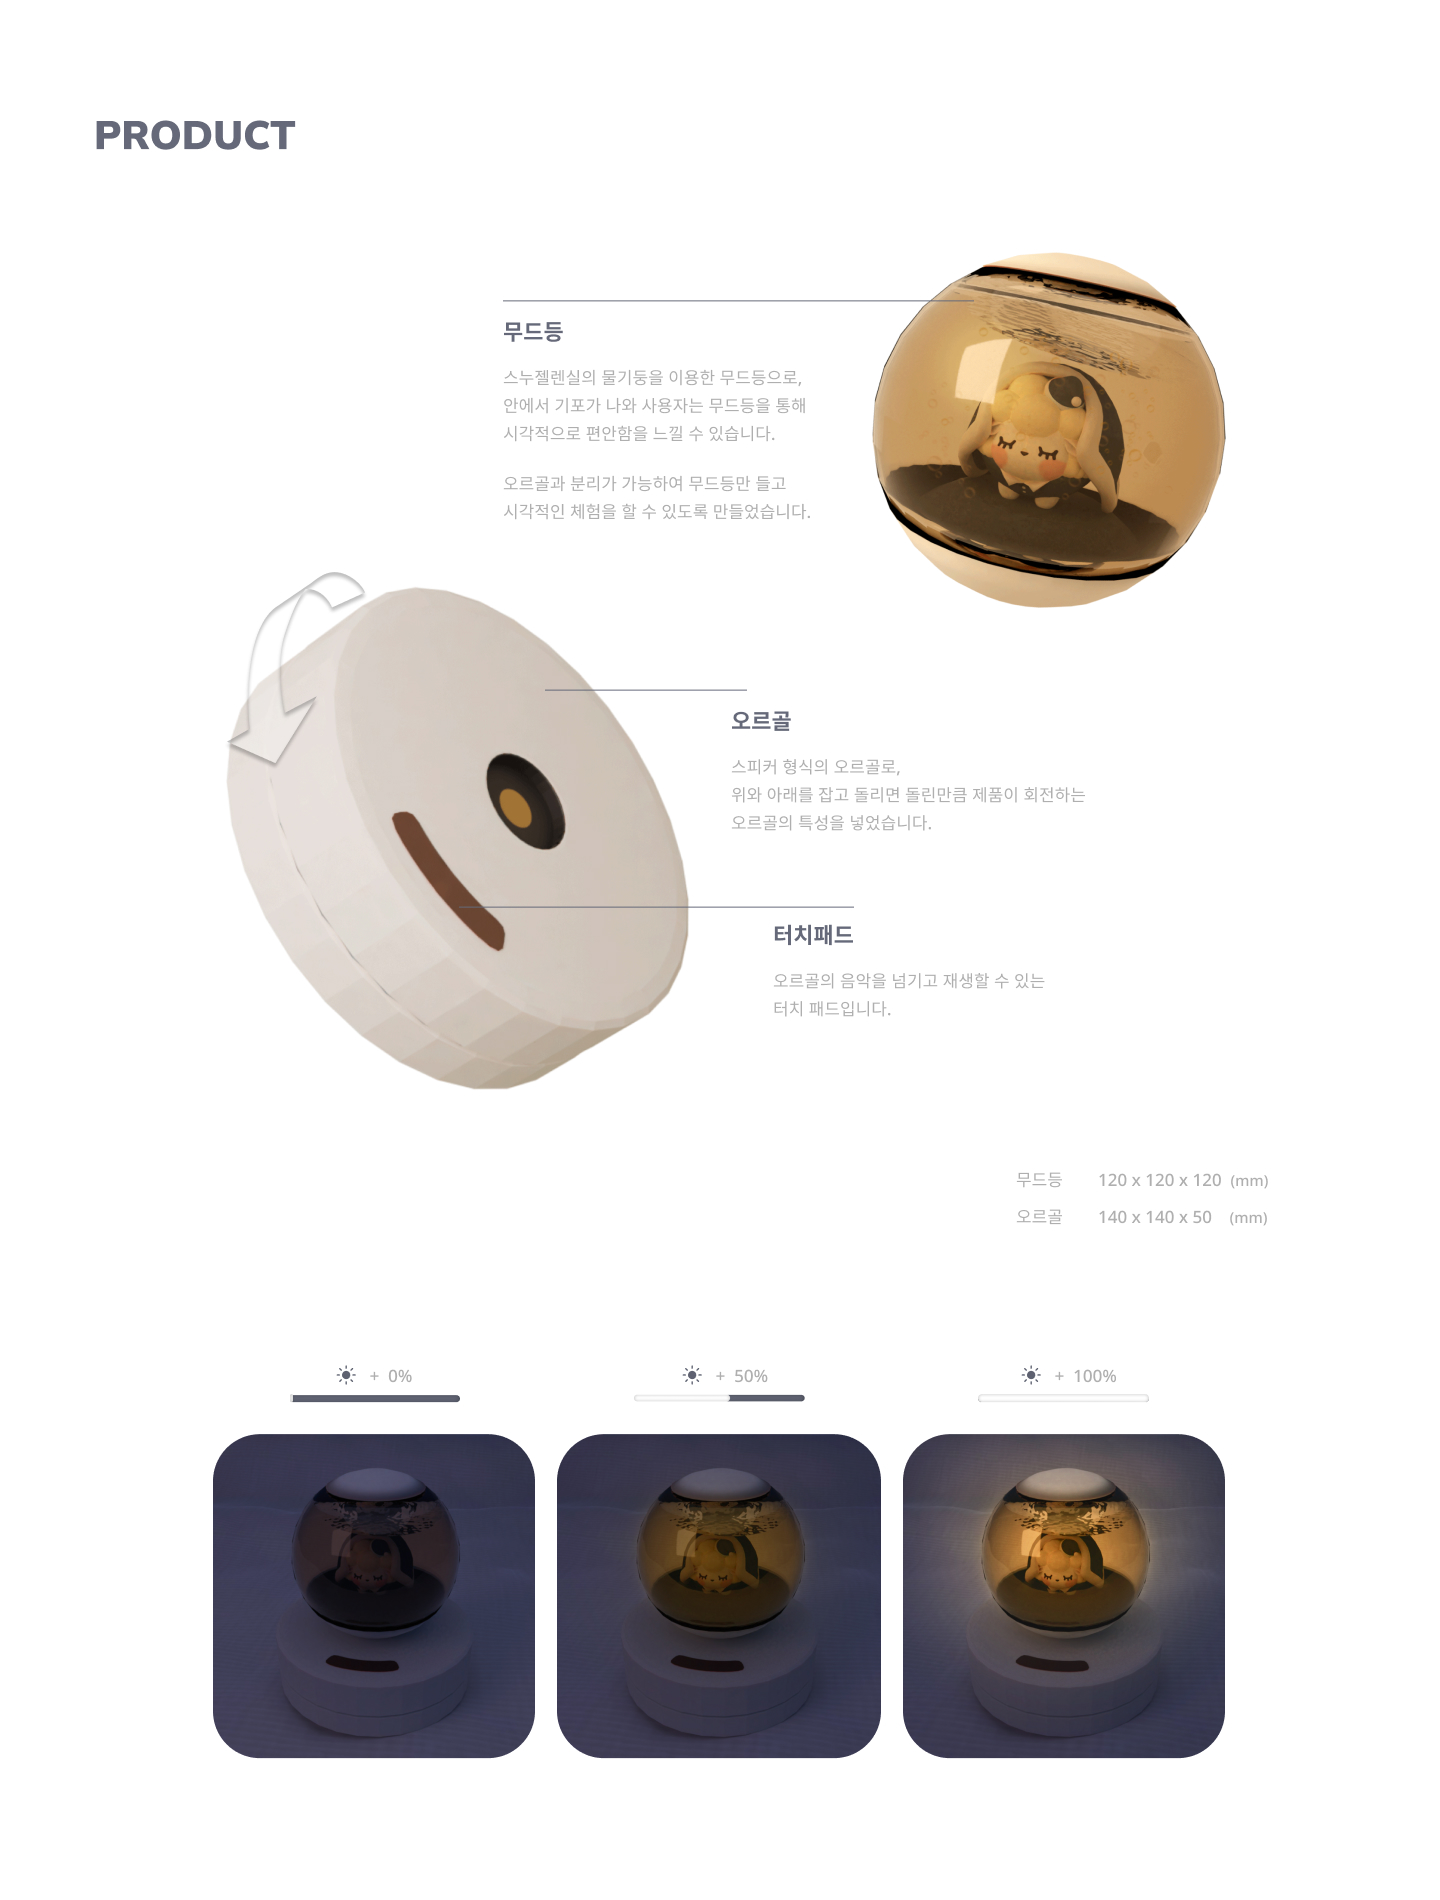 PRODUCT
무드등
스누젤렌실의 물기둥을 이용한 무드등으로,
안에서 기포가 나와 사용자는 무드등을 통해
시각적으로 편안함을 느낄 수 있습니다.
오르골과 분리가 가능하여 무드등만 들고
시각적인 체험을 할 수 있도록 만들었습니다.
오르골
스피커 형식의 오르골로,
위와 아래를 잡고 돌리면 돌린만큼 제품이 회전하는
오르골의 특성을 넣었습니다.
터치패드
오르골의 음악을 넘기고 재생할 수 있는
터치 패드입니다.
무드등 120 x 120 x 120 (mm)
오르골 140 x 140 x 50 (mm)
+ 0%
+ 50%
+ 100%